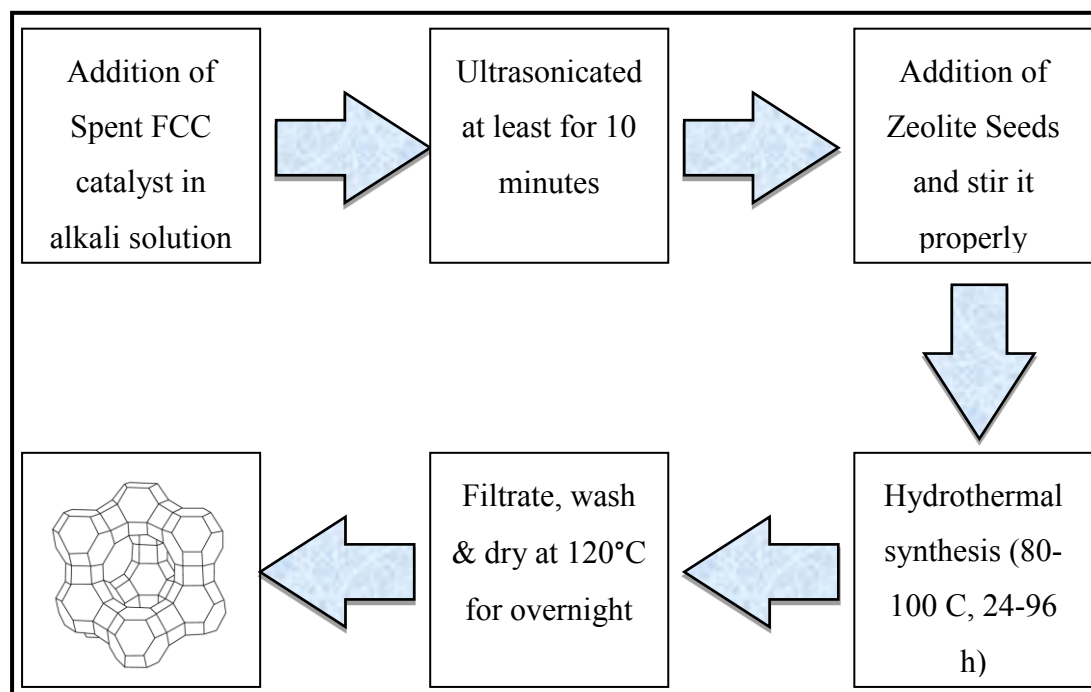 Addition of
Spent FCC
catalyst in
alkali solution
Ultrasonicated
at least for 10
minutes
Addition of
Zeolite Seeds
and stir it
properly
Hydrothermal
synthesis (80-
100 C, 24-96
h)
Filtrate, wash
& dry at 120°C
for overnight